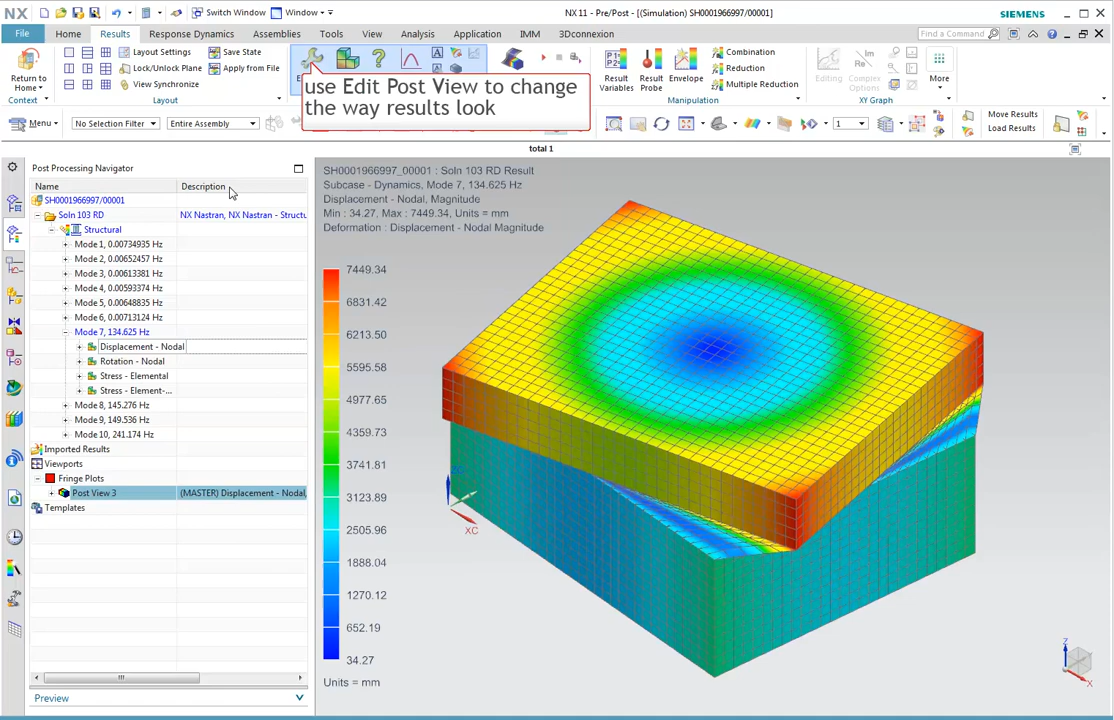 NX
Switch Window
Window
NX 11 - Pre/Post - [(Simulation) SH0001966997/00001]
SIEMENS
File
Home
Results
Response Dynamics
Assemblies
Tools
View
Analysis
Application
IMM
3Dconnexion
Find a Command
Return to
Home
Context
Layout Settings
Lock/Unlock Plane
View Synchronize
Save State
Apply from File
Layout
use Edit Post View to change
the way results look
Result
Variables
Result
Probe
Envelope
Combination
Reduction
Multiplying Factor
Manipulation
Editing
Complex
Options
XY Graph
More
Menu
No Selection Filter
Entire Assembly
1
Move Results
Load Results
total 1
Post Processing Navigator
Name
Description
SH0001966997/00001
Soln 103 RD
NX Nastran, NX Nastran - Structu
Structural
Mode 1, 0.00734935 Hz
Mode 2, 0.00652457 Hz
Mode 3, 0.00613381 Hz
Mode 4, 0.00593374 Hz
Mode 5, 0.00648835 Hz
Mode 6, 0.00713274 Hz
Mode 7, 134.625 Hz
Displacement - Nodal
Rotation - Nodal
Stress - Elemental
Stress - Element-...
Mode 8, 145.276 Hz
Mode 9, 149.536 Hz
Mode 10, 241.174 Hz
Imported Results
Viewports
Fringe Plots
Post View 3
(MASTER) Displacement - Nodal,
Templates
Preview
SH0001966997_00001 : Soln 103 RD Result
Subcase - Dynamics, Mode 7, 134.625 Hz
Displacement - Nodal, Magnitude
Min : 34.27, Max : 7449.34, Units = mm
Deformation : Displacement - Nodal Magnitude
7449.34
6831.42
6213.50
5595.58
4977.65
4359.73
3741.81
3123.89
2505.96
1888.04
1270.12
652.19
34.27
Units = mm
XC
Z
X